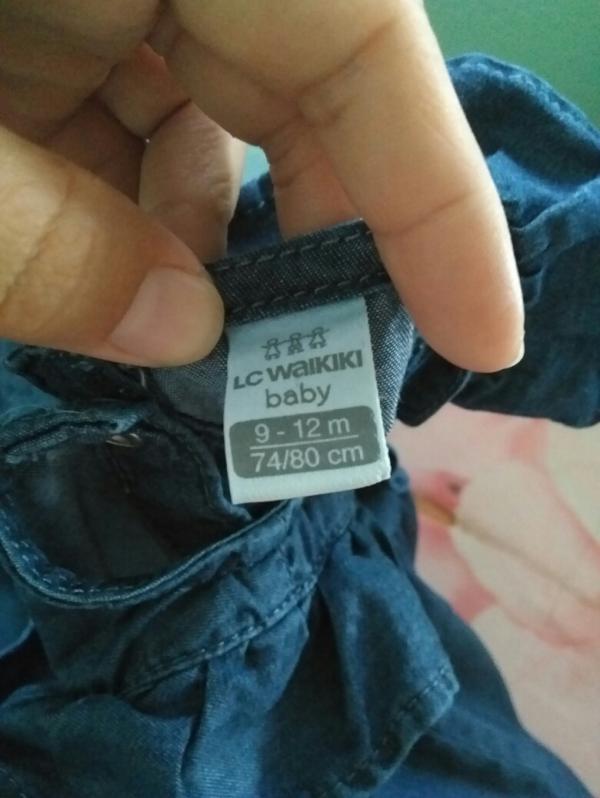 LC WAIKIKI
baby
9 - 12 m
74/80 cm